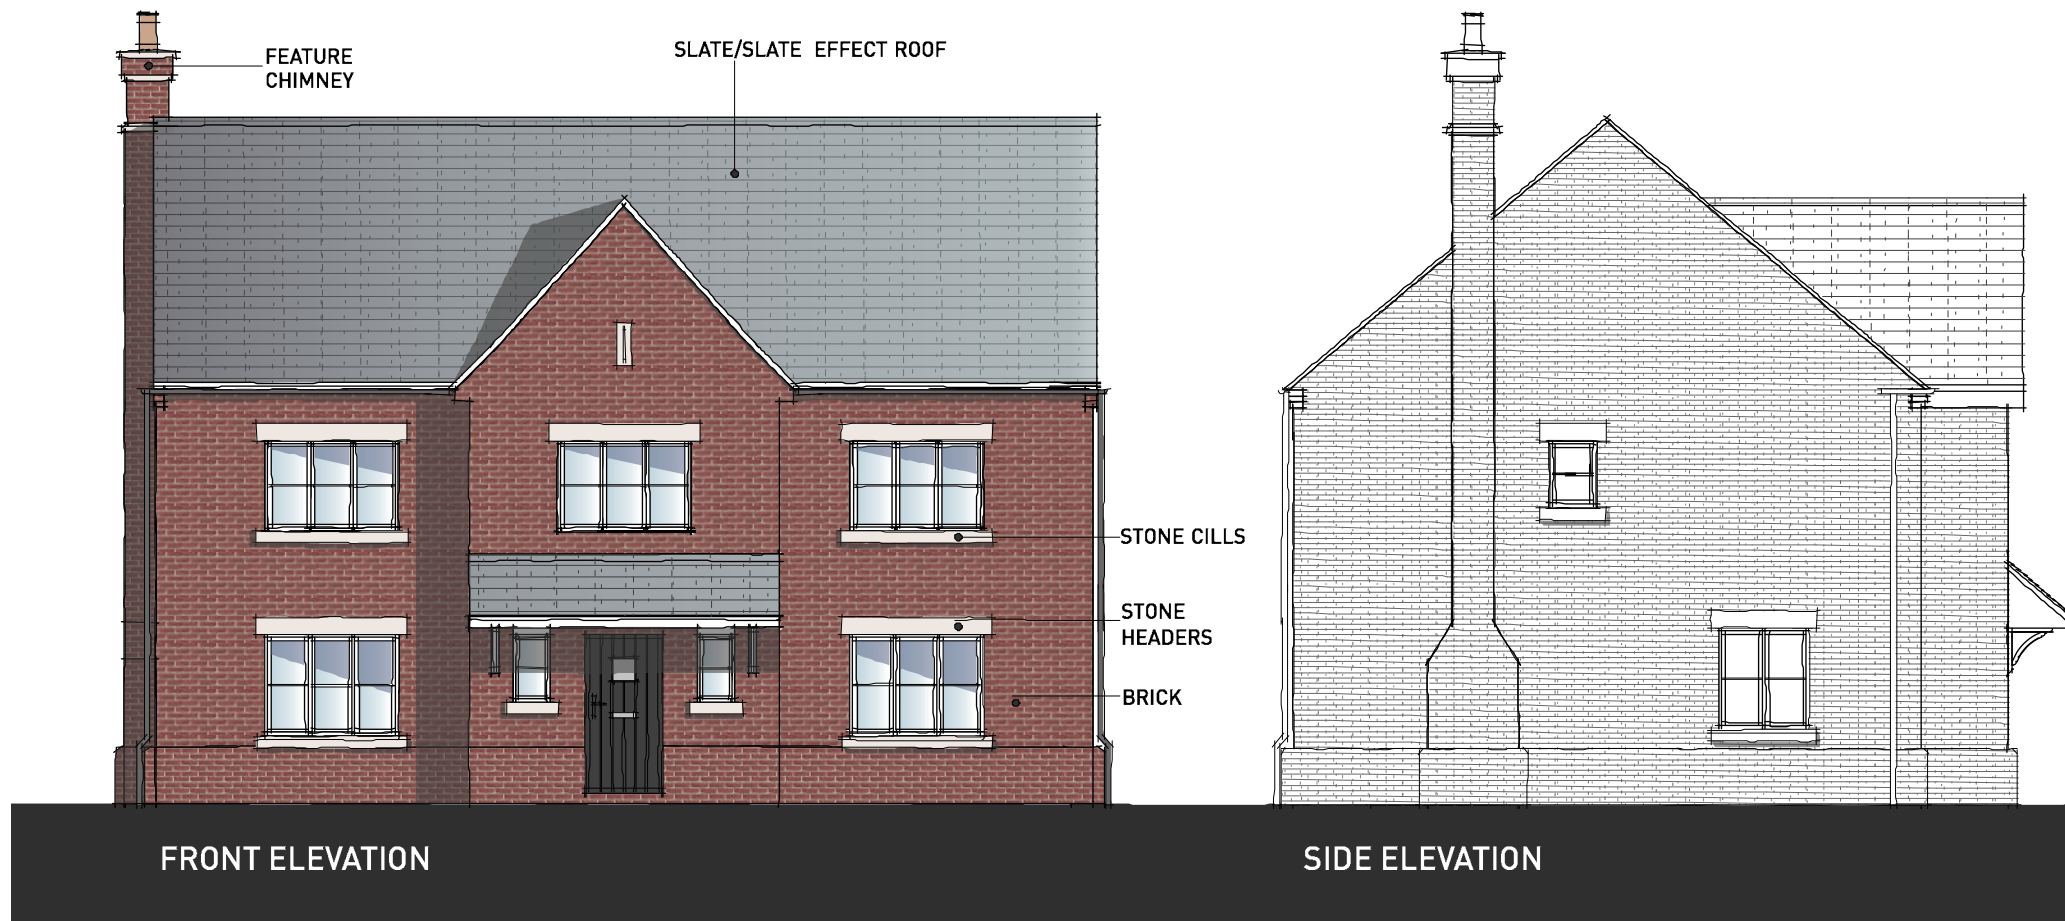 FEATURE
CHIMNEY
SLATE/SLATE EFFECT ROOF
STONE CILLS
STONE
HEADERS
BRICK
FRONT ELEVATION
SIDE ELEVATION